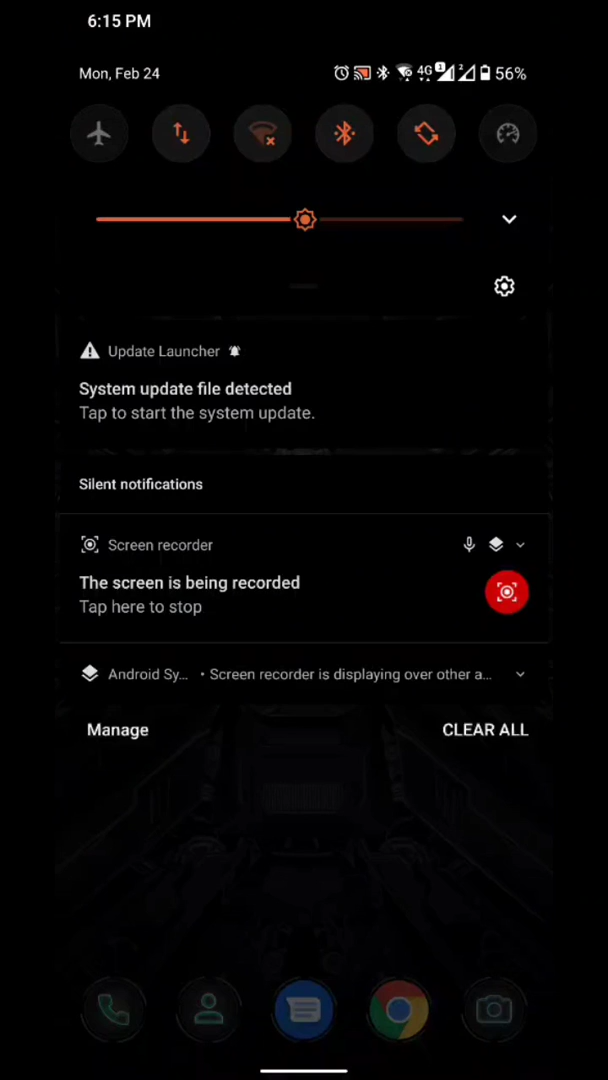 6:15 PM
Mon, Feb 24
4G 1 2 56%
Update Launcher
System update file detected
Tap to start the system update.
Silent notifications
Screen recorder
The screen is being recorded
Tap here to stop
Android Sy... • Screen recorder is displaying over other a...
Manage
CLEAR ALL